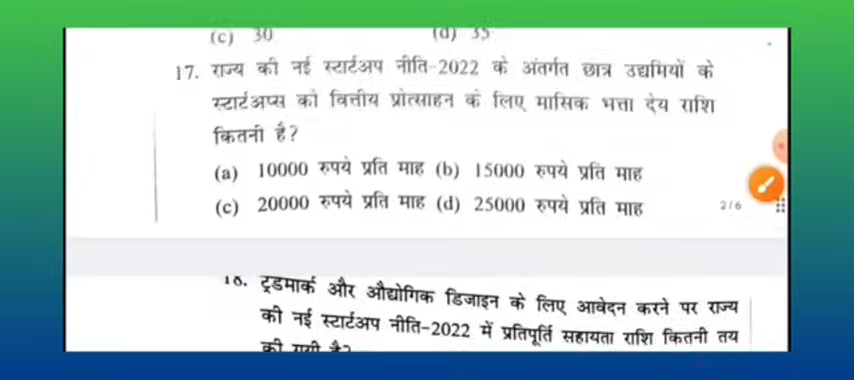 (c) 30 (d) 35
17. राज्य की नई स्टार्टअप नीति-2022 के अंतर्गत छात्र उद्यमियों के
स्टार्टअप्स को वित्तीय प्रोत्साहन के लिए मासिक भत्ता देय राशि
कितनी है?
(a) 10000 रुपये प्रति माह (b) 15000 रुपये प्रति माह
(c) 20000 रुपये प्रति माह (d) 25000 रुपये प्रति माह
2/6
18. ट्रेडमार्क और औद्योगिक डिजाइन के लिए आवेदन करने पर राज्य
की नई स्टार्टअप नीति-2022 में प्रतिपूर्ति सहायता राशि कितनी तय
की गयी है?